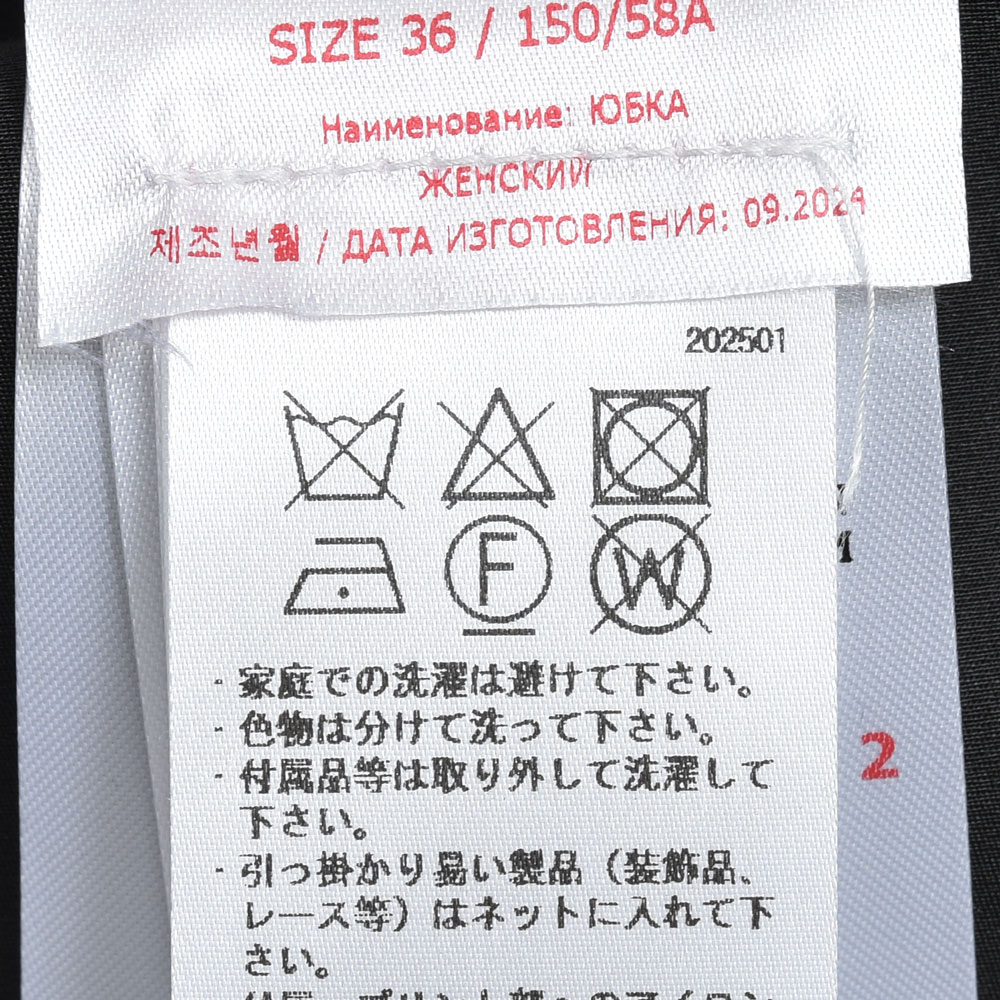 SIZE 36 / 150/58A
Наименование: ЮБКА
ЖЕНСКИЙ
제조년월 / ДАТА ИЗГОТОВЛЕНИЯ: 09.2024
202501
F
W
・家庭での洗濯は避けて下さい。
・色物は分けて洗って下さい。
・付属品等は取り外して洗濯して
下さい。
・引っ掛かり易い製品（装飾品、
レース等）はネットに入れて下
さい。
2